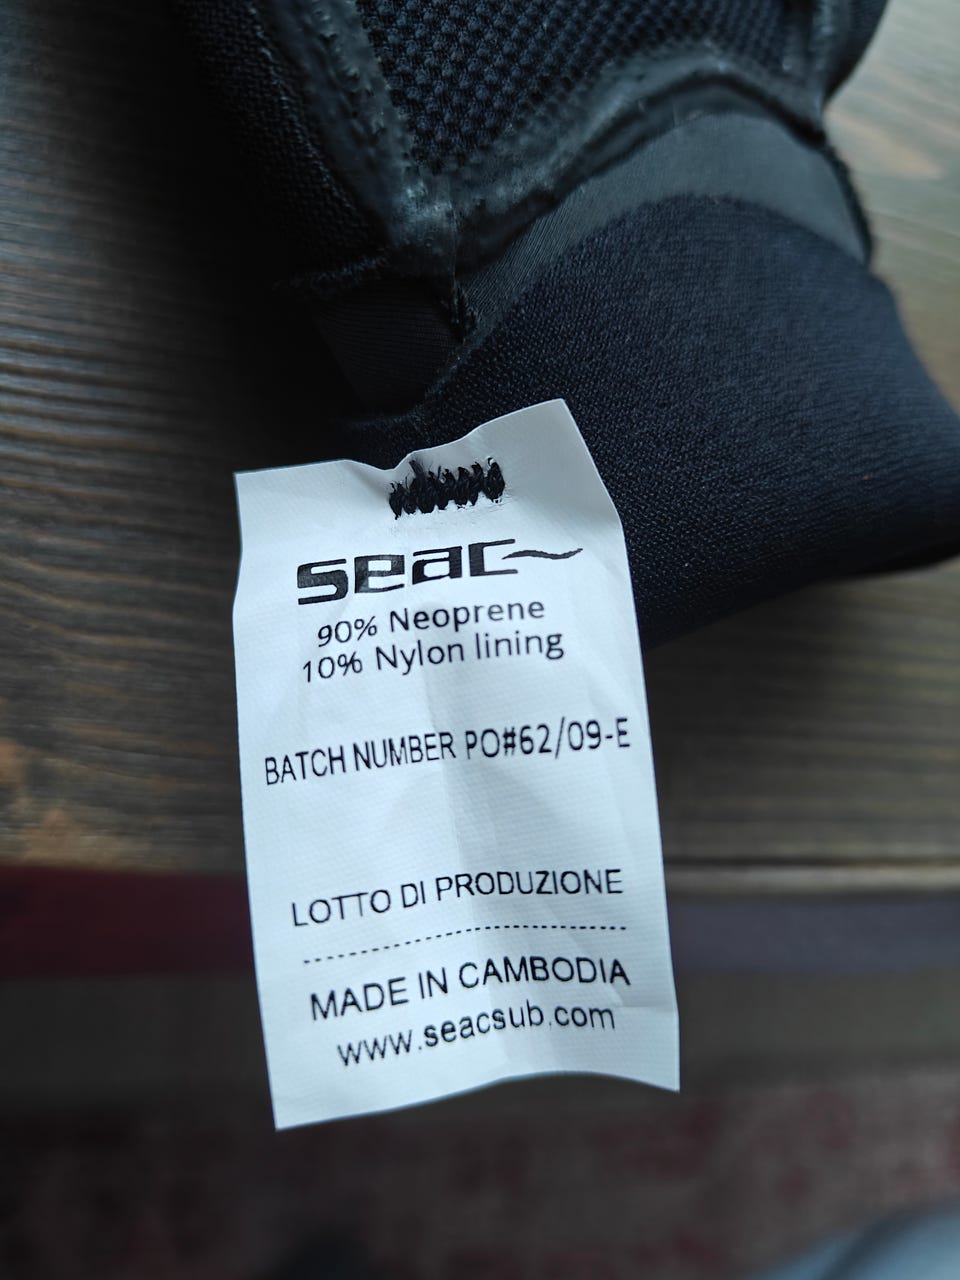 seac
90% Neoprene
10% Nylon lining
BATCH NUMBER PO#62/09-E
LOTTO DI PRODUZIONE
MADE IN CAMBODIA
www.seacsub.com